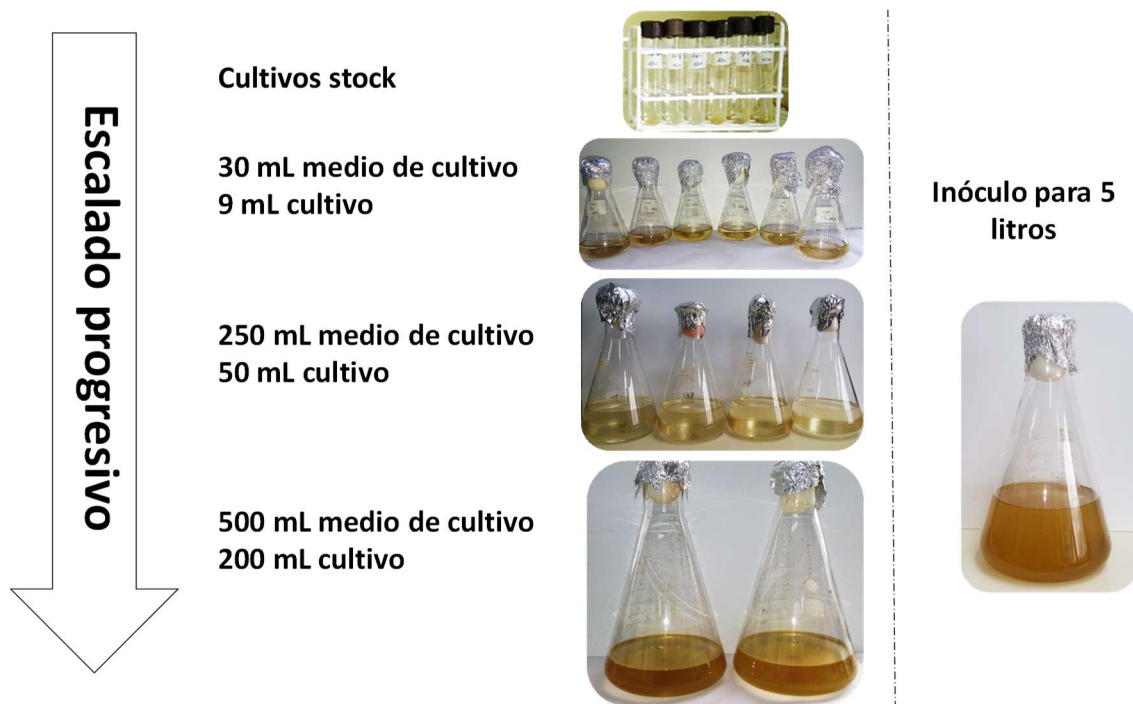 Escalado progresivo
Cultivos stock
30 mL medio de cultivo
9 mL cultivo
250 mL medio de cultivo
50 mL cultivo
500 mL medio de cultivo
200 mL cultivo
Inóculo para 5
litros